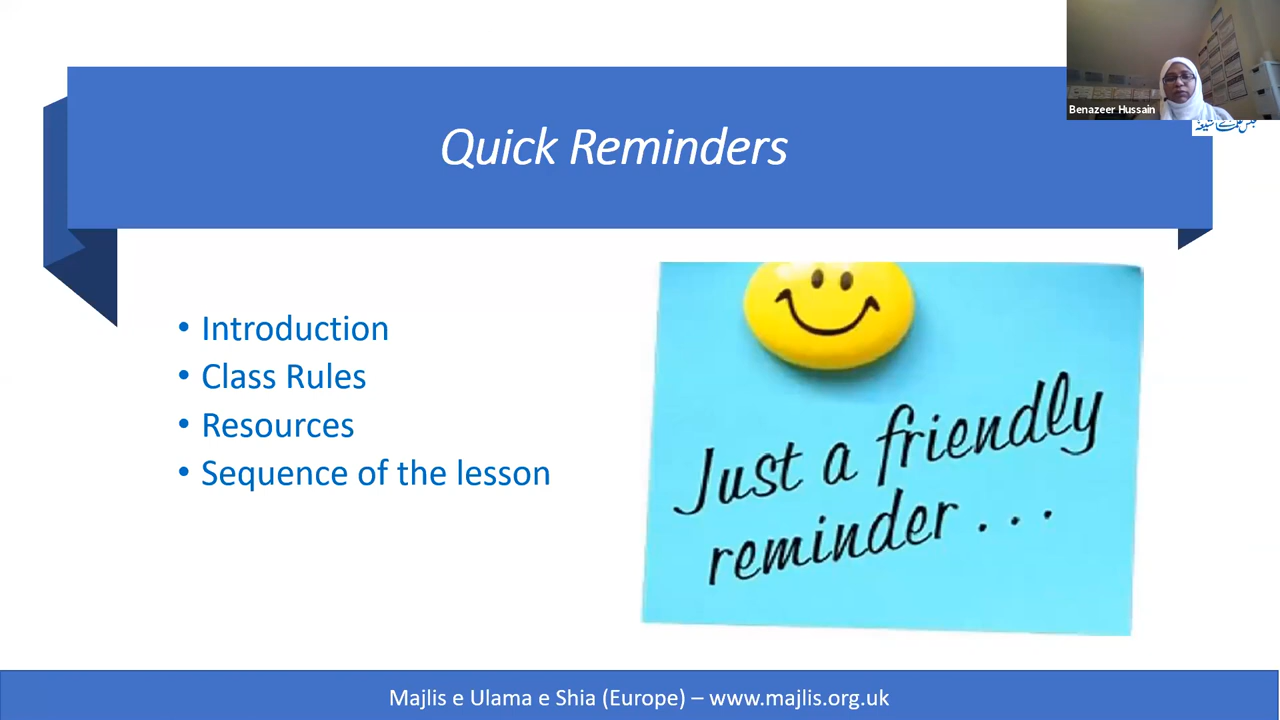 Benazeer Hussain
Quick Reminders
• Introduction
• Class Rules
• Resources
• Sequence of the lesson
Just a friendly
reminder . . .
Majlis e Ulama e Shia (Europe) – www.majlis.org.uk